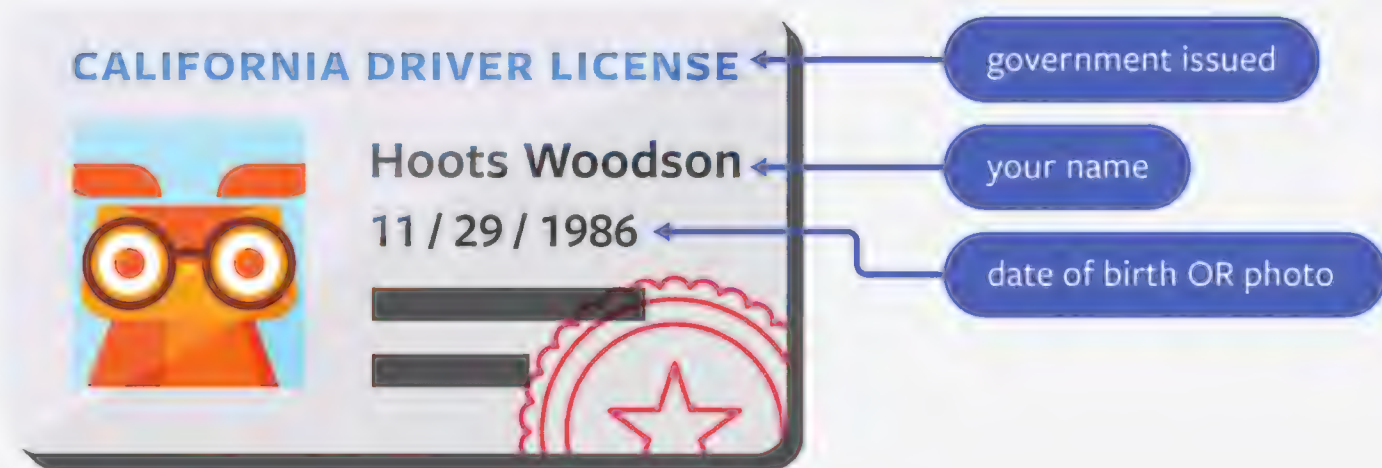 CALIFORNIA DRIVER LICENSE
government issued
Hoots Woodson
your name
11 / 29 / 1986
date of birth OR photo